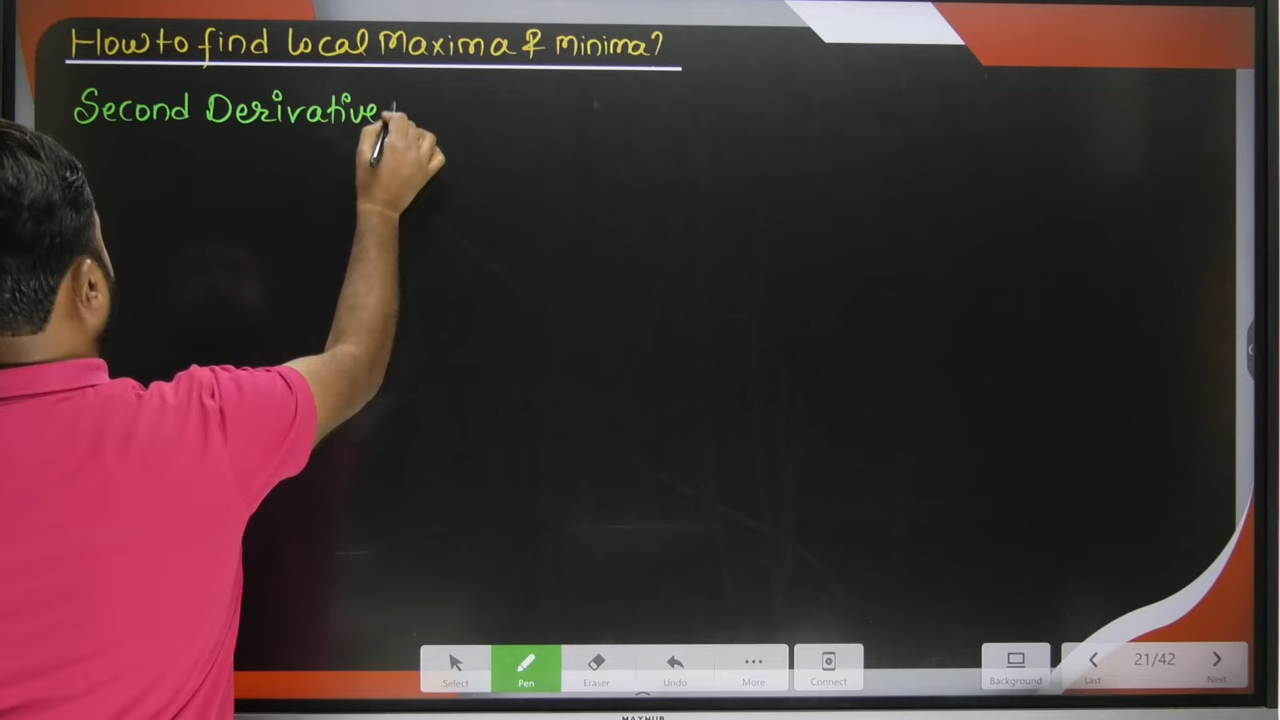 How to find Local Maxima & Minima?
Second Derivative
Select
Pen
Eraser
Undo
More
Connect
Background
Last
21/42
Next
MAXHUB